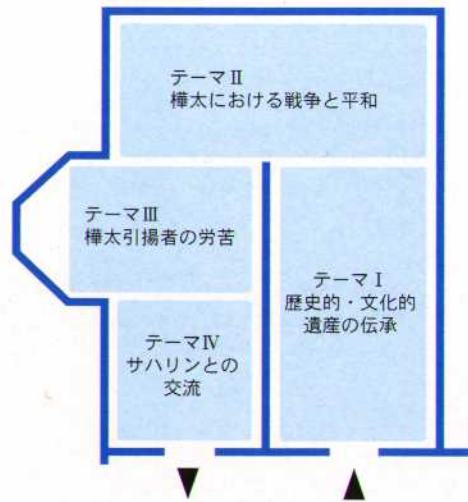 テーマⅡ
樺太における戦争と平和
テーマⅢ
樺太引揚者の労苦
テーマⅠ
歴史的・文化的
遺産の伝承
テーマⅣ
サハリンとの
交流